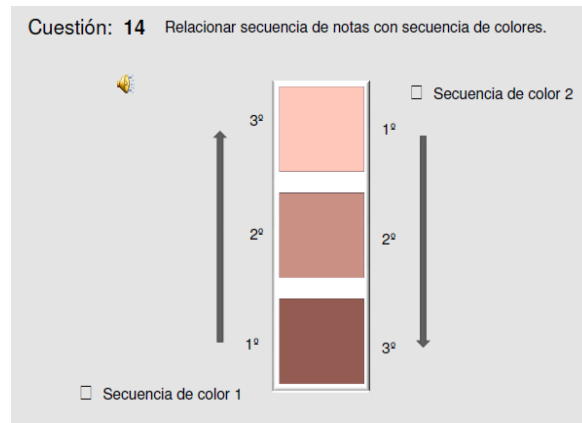 Cuestión: 14 Relacionar secuencia de notas con secuencia de colores.
Secuencia de color 2
3º 1º
2º 2º
1º 3º
Secuencia de color 1